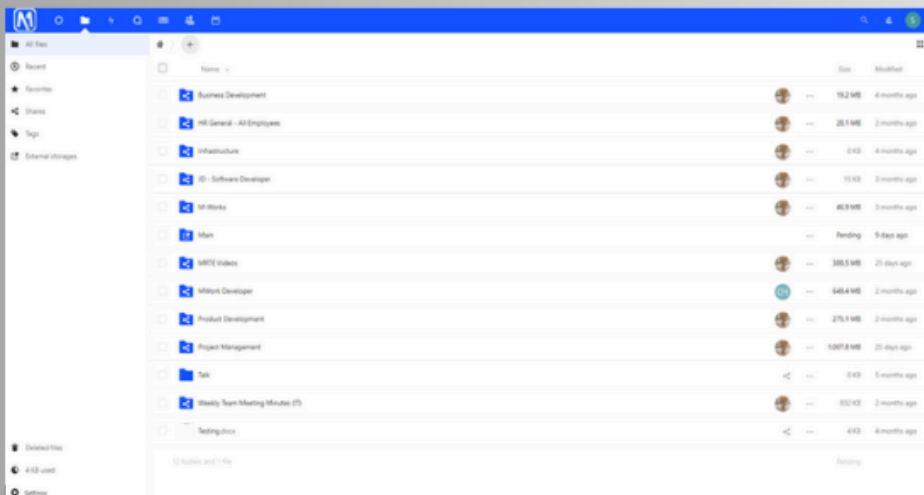 M S
All files
Recent
Favorites
Shares
Tags
External storages
Name Size Modified
Business Development ... 19.2 MB 4 months ago
HR General - All Employees ... 28.1 MB 2 months ago
Infrastructure ... 0 KB 4 months ago
JD - Software Developer ... 15 KB 3 months ago
M-Works ... 46.9 MB 3 months ago
Main ... Pending 9 days ago
MRTE Videos ... 388.5 MB 25 days ago
MWork Developer CH ... 649.4 MB 2 months ago
Product Development ... 275.1 MB 2 months ago
Project Management ... 1,007.8 MB 25 days ago
Talk ... 0 KB 5 months ago
Weekly Team Meeting Minutes (IT) ... 932 KB 2 months ago
Testing.docx ... 4 KB 4 months ago
12 folders and 1 file Pending
Deleted files
4 KB used
Settings